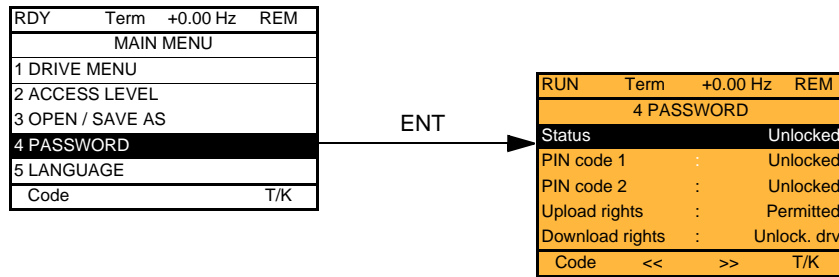 RDY Term +0.00 Hz REM
MAIN MENU
1 DRIVE MENU
2 ACCESS LEVEL
3 OPEN / SAVE AS
4 PASSWORD
5 LANGUAGE
Code T/K
ENT
RUN Term +0.00 Hz REM
4 PASSWORD
Status Unlocked
PIN code 1 : Unlocked
PIN code 2 : Unlocked
Upload rights : Permitted
Download rights : Unlock. drv
Code << >> T/K